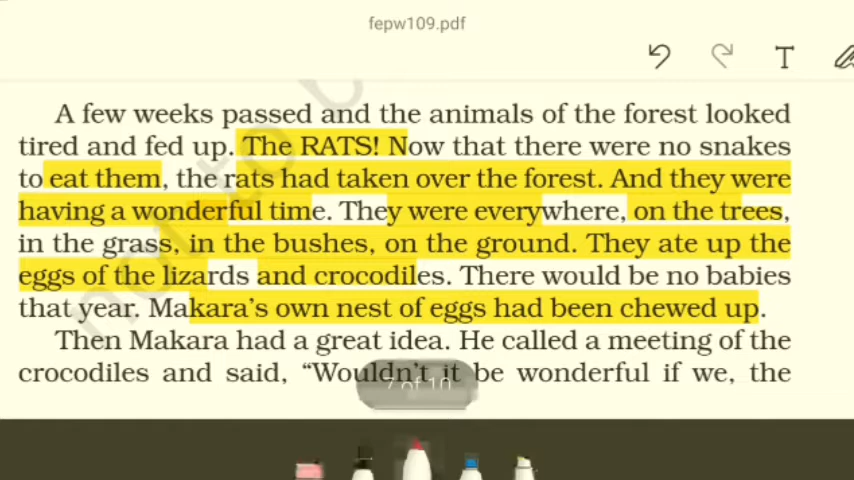 fepw109.pdf
T
A few weeks passed and the animals of the forest looked
tired and fed up. The RATS! Now that there were no snakes
to eat them, the rats had taken over the forest. And they were
having a wonderful time. They were everywhere, on the trees,
in the grass, in the bushes, on the ground. They ate up the
eggs of the lizards and crocodiles. There would be no babies
that year. Makara's own nest of eggs had been chewed up.
Then Makara had a great idea. He called a meeting of the
crocodiles and said, “Wouldn't it be wonderful if we, the
7 of 10